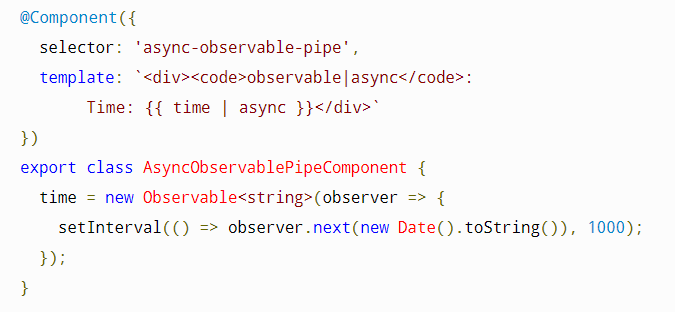 @Component({
  selector: 'async-observable-pipe',
  template: `<div><code>observable|async</code>:
       Time: {{ time | async }}</div>`
})
export class AsyncObservablePipeComponent {
  time = new Observable<string>(observer => {
    setInterval(() => observer.next(new Date().toString()), 1000);
  });
}